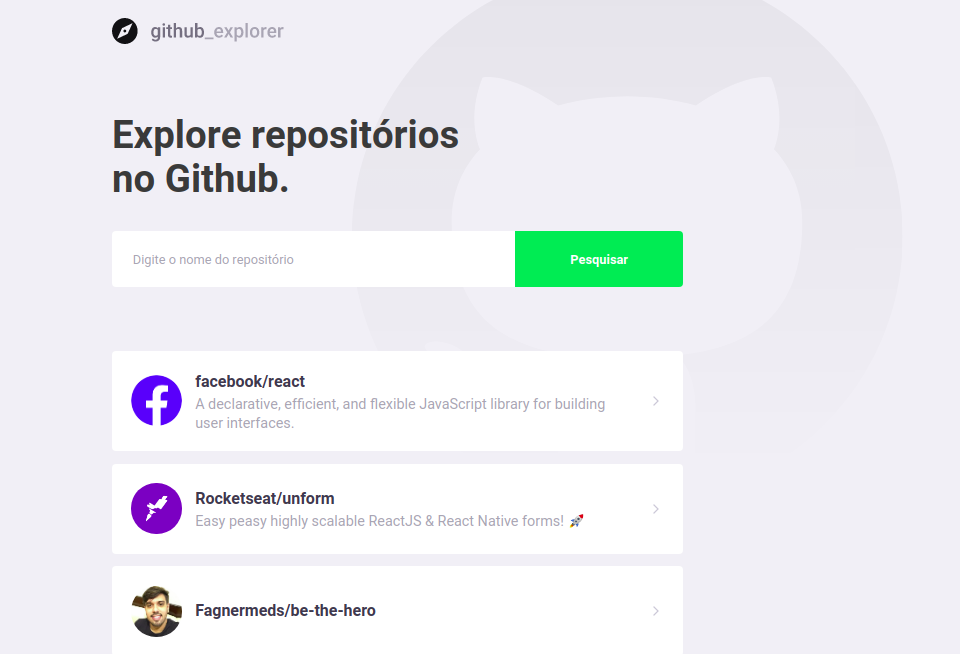 github_explorer
Explore repositórios
no Github.
Digite o nome do repositório
Pesquisar
facebook/react
A declarative, efficient, and flexible JavaScript library for building
user interfaces.
Rocketseat/unform
Easy peasy highly scalable ReactJS & React Native forms! 🚀
Fagnermeds/be-the-hero